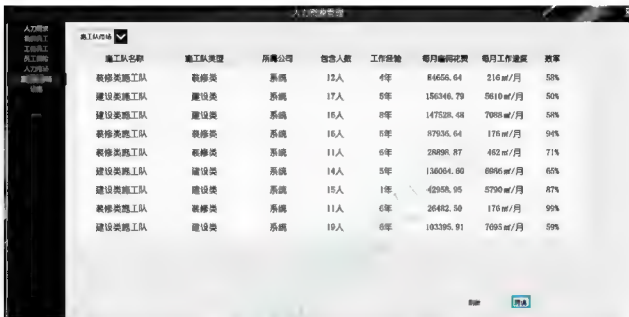 人力资源管理
人力需求
施工队市场
施工队名称 施工队类型 所属公司 包含人数 工作经验 每月雇佣花费 每月工作速度 效率
装修类施工队 装修类 系统 12人 4年 84656.64 216㎡/月 58%
建设类施工队 建设类 系统 17人 5年 156346.79 5610㎡/月 50%
建设类施工队 建设类 系统 15人 8年 147528.48 7088㎡/月 58%
装修类施工队 装修类 系统 16人 5年 87936.64 176㎡/月 94%
装修类施工队 装修类 系统 11人 6年 28898.87 462㎡/月 71%
建设类施工队 建设类 系统 14人 5年 136064.60 6986㎡/月 65%
建设类施工队 建设类 系统 15人 1年 42958.95 5790㎡/月 87%
装修类施工队 装修类 系统 11人 6年 26482.50 176㎡/月 99%
建设类施工队 建设类 系统 19人 6年 103395.91 7695㎡/月 59%